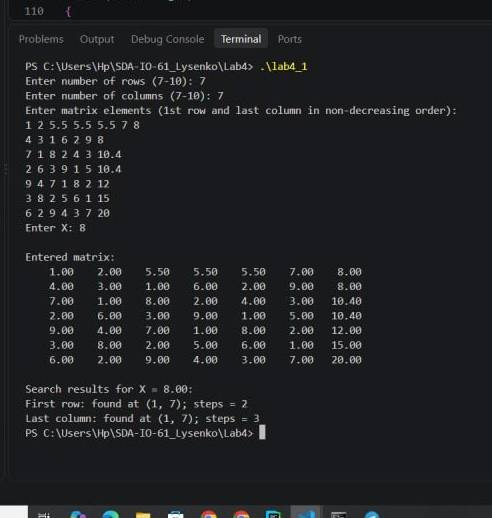 110 {
Problems Output Debug Console Terminal Ports
PS C:\Users\Hp\SDA-IO-61_Lysenko\Lab4> .\lab4_1
Enter number of rows (7-10): 7
Enter number of columns (7-10): 7
Enter matrix elements (1st row and last column in non-decreasing order):
1 2 5.5 5.5 5.5 7 8
4 3 1 6 2 9 8
7 1 8 2 4 3 10.4
2 6 3 9 1 5 10.4
9 4 7 1 8 2 12
3 8 2 5 6 1 15
6 2 9 4 3 7 20
Enter X: 8
Entered matrix:
1.00 2.00 5.50 5.50 5.50 7.00 8.00
4.00 3.00 1.00 6.00 2.00 9.00 8.00
7.00 1.00 8.00 2.00 4.00 3.00 10.40
2.00 6.00 3.00 9.00 1.00 5.00 10.40
9.00 4.00 7.00 1.00 8.00 2.00 12.00
3.00 8.00 2.00 5.00 6.00 1.00 15.00
6.00 2.00 9.00 4.00 3.00 7.00 20.00
Search results for X = 8.00:
First row: found at (1, 7); steps = 2
Last column: found at (1, 7); steps = 3
PS C:\Users\Hp\SDA-IO-61_Lysenko\Lab4>